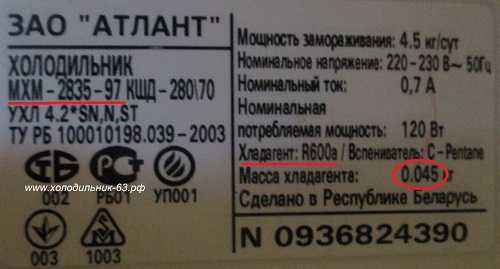 ЗАО "АТЛАНТ"
ХОЛОДИЛЬНИК
МХМ-2835-97 КШД-280\70
УХЛ 4.2*SN,N,ST
ТУ РБ 100010198.039-2003
002 РБ01 УП001
www.холодильник-63.рф
003 1003
Мощность замораживания: 4.5 кг/сут
Номинальное напряжение: 220-230 В~50Гц
Номинальный ток: 0,7 А
Номинальная
потребляемая мощность: 120 Вт
Хладагент: R600a / Вспениватель: C-Pentane
Масса хладагента: 0.045 кг
Сделано в Республике Беларусь
N 0936824390